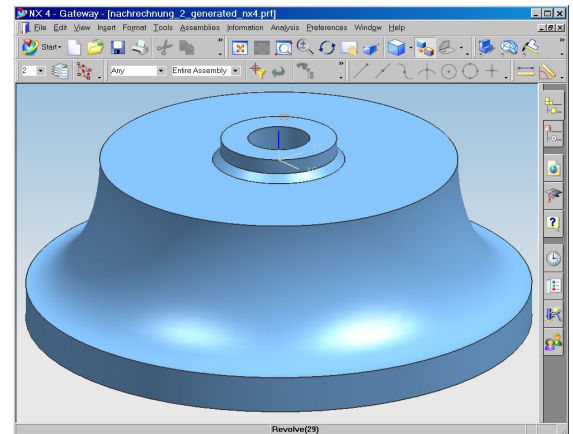 NX 4 - Gateway - [nachrechnung_2_generated_nx4.prt]
File Edit View Insert Format Tools Assemblies Information Analysis Preferences Window Help
Start
2 Any Entire Assembly
Revolve(29)